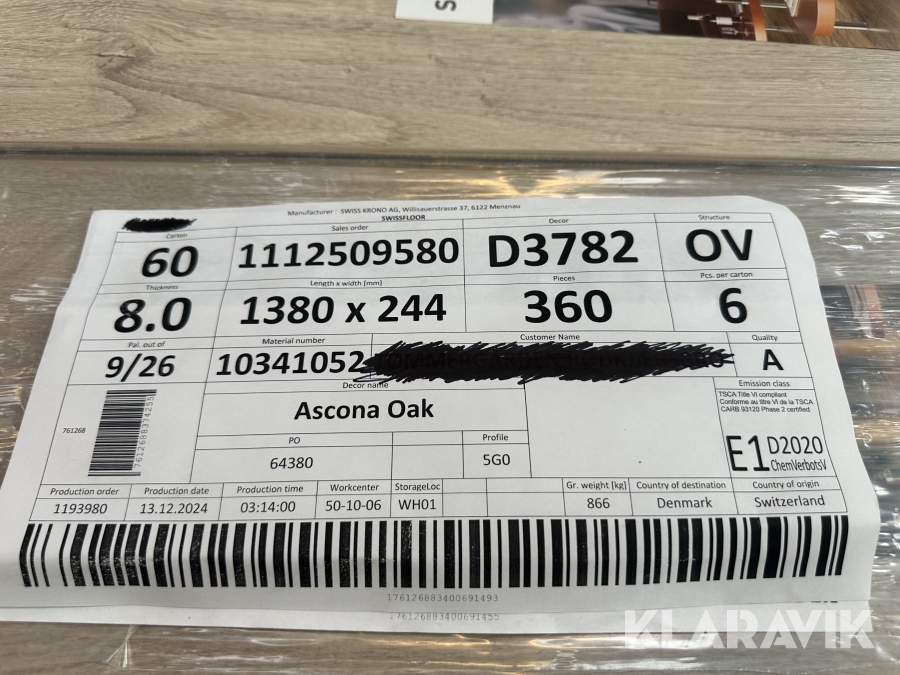 S
Manufacturer : SWISS KRONO AG, Willisauerstrasse 37, 6122 Menznau
SWISSFLOOR
Carton Sales order Decor Structure
60 1112509580 D3782 OV
Thickness Length x width [mm] Pieces Pcs. per carton
8.0 1380 x 244 360 6
Pal. out of Material number Customer Name Quality
9/26 10341052 A
Decor name Emission class
Ascona Oak
TSCA Title VI compliant
Conforme au titre VI de la TSCA
CARB 93120 Phase 2 certified
761268
761268837425
PO Profile
64380 5G0
E1 D2020
ChemVerbotsV
Production order Production date Production time Workcenter StorageLoc Gr. weight [kg] Country of destination Country of origin
1193980 13.12.2024 03:14:00 50-10-06 WH01 866 Denmark Switzerland
176126883400691493
176126883400691455
KLARAVIK